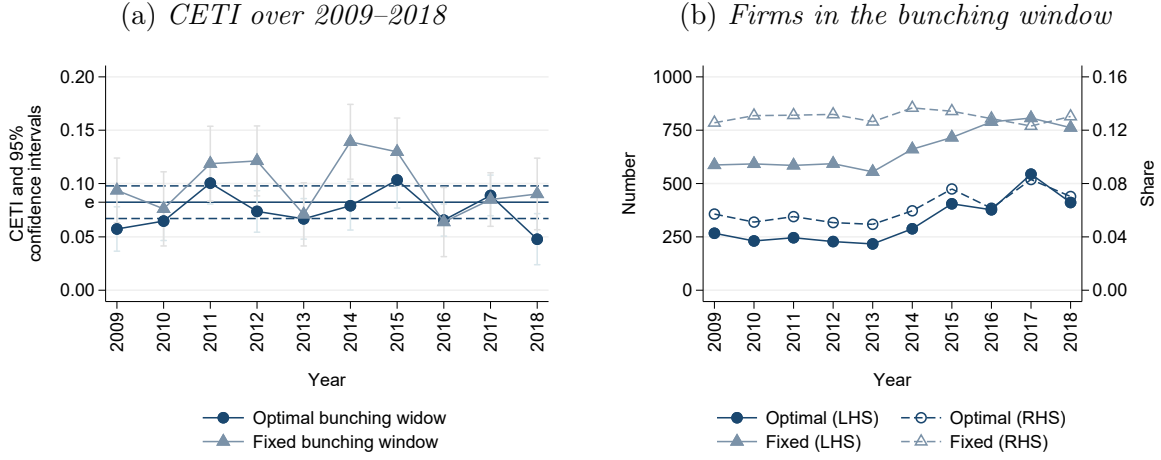 (a) CETI over 2009–2018
CETI and 95%
confidence intervals
0.20
0.15
0.10
e
0.05
0.00
2009 2010 2011 2012 2013 2014 2015 2016 2017 2018
Year
Optimal bunching widow
Fixed bunching window
(b) Firms in the bunching window
Number
1000
750
500
250
0
Share
0.16
0.12
0.08
0.04
0.00
2009 2010 2011 2012 2013 2014 2015 2016 2017 2018
Year
Optimal (LHS) Optimal (RHS)
Fixed (LHS) Fixed (RHS)